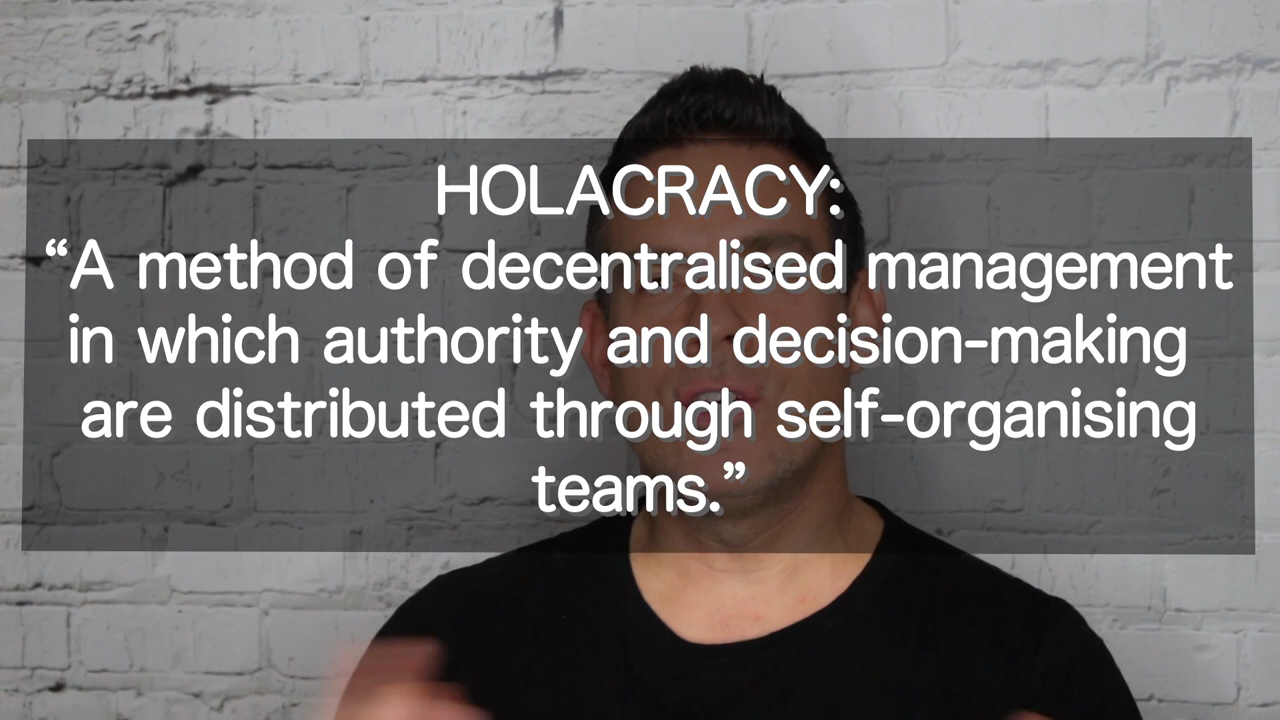 HOLACRACY:
“A method of decentralised management
in which authority and decision-making
are distributed through self-organising
teams.”